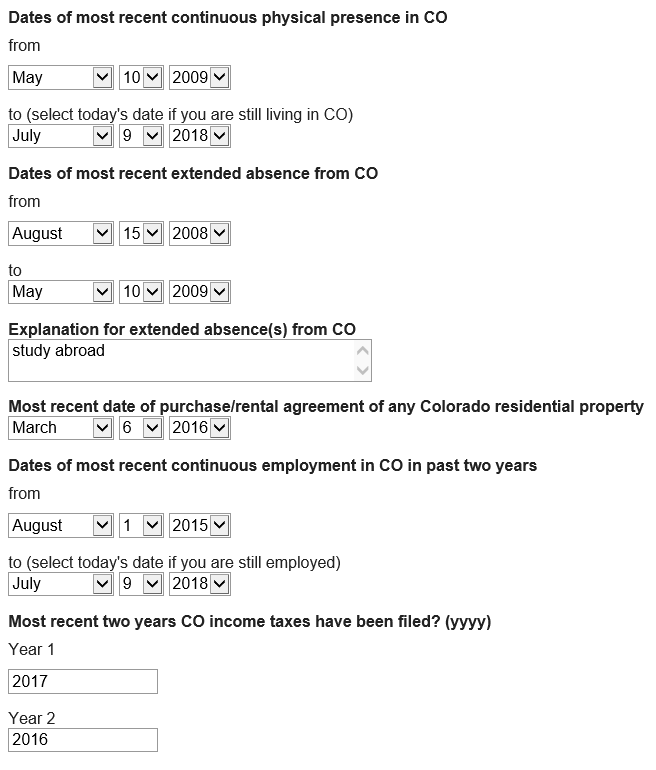 Dates of most recent continuous physical presence in CO
from
May 10 2009
to (select today's date if you are still living in CO)
July 9 2018
Dates of most recent extended absence from CO
from
August 15 2008
to
May 10 2009
Explanation for extended absence(s) from CO
study abroad
Most recent date of purchase/rental agreement of any Colorado residential property
March 6 2016
Dates of most recent continuous employment in CO in past two years
from
August 1 2015
to (select today's date if you are still employed)
July 9 2018
Most recent two years CO income taxes have been filed? (yyyy)
Year 1
2017
Year 2
2016